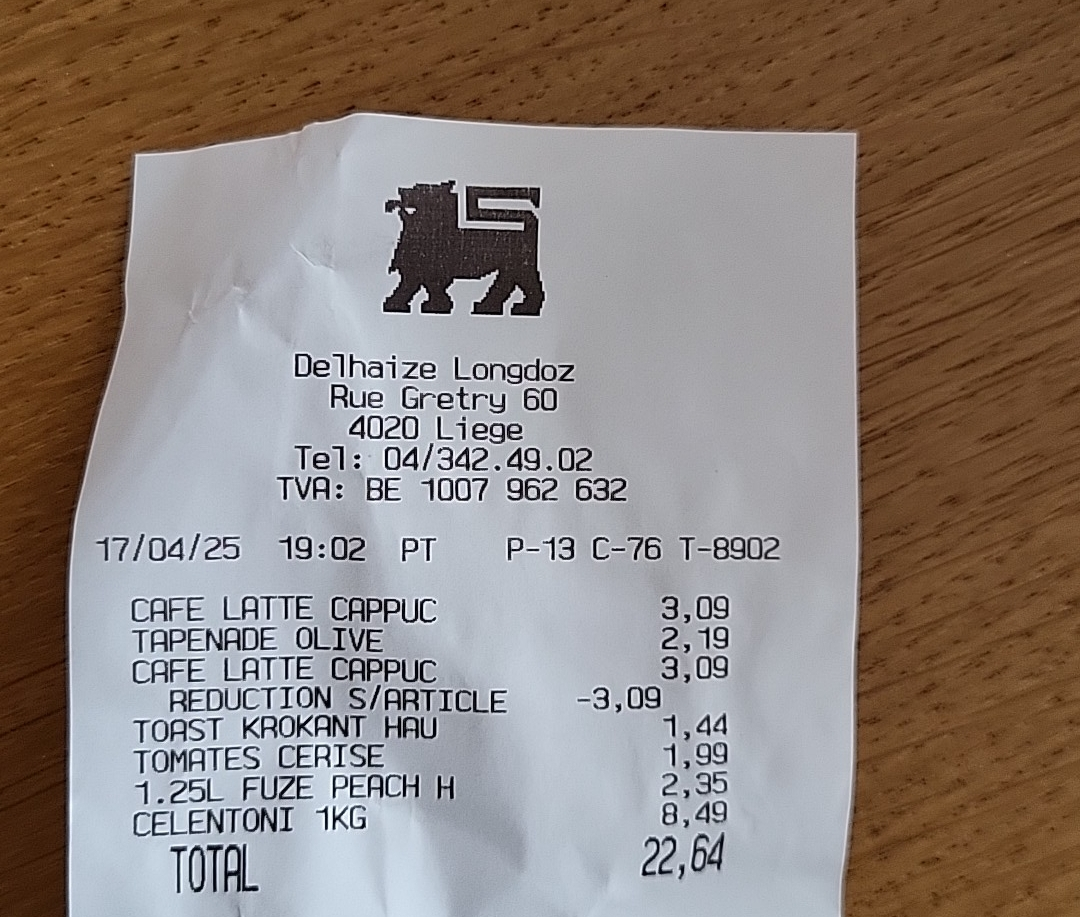 Delhaize Longdoz
Rue Gretry 60
4020 Liege
Tel: 04/342.49.02
TVA: BE 1007 962 632
17/04/25 19:02 PT P-13 C-76 T-8902
CAFE LATTE CAPPUC 3,09
TAPENADE OLIVE 2,19
CAFE LATTE CAPPUC 3,09
REDUCTION S/ARTICLE -3,09
TOAST KROKANT HAU 1,44
TOMATES CERISE 1,99
1.25L FUZE PEACH H 2,35
CELENTONI 1KG 8,49
TOTAL 22,64